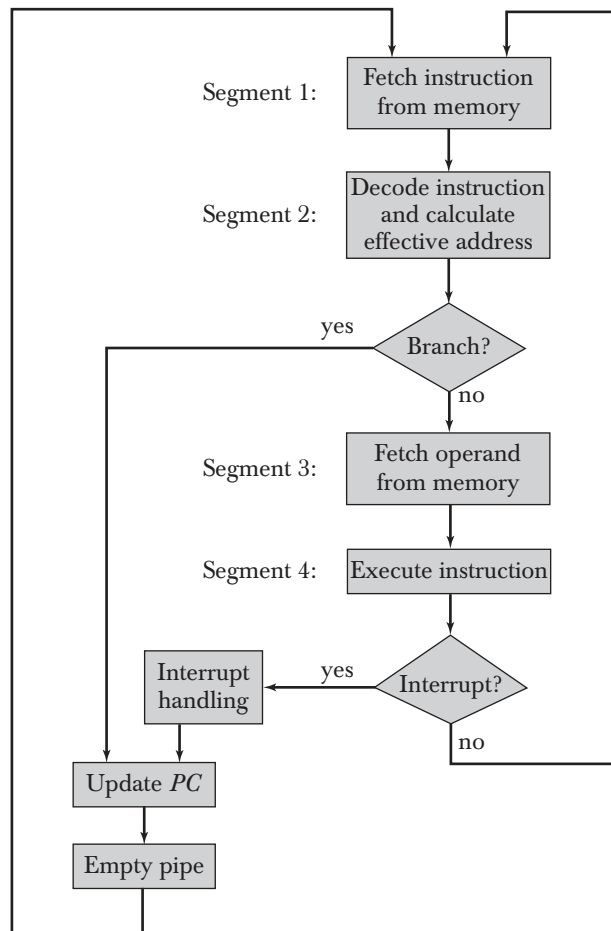 Segment 1:
Fetch instruction
from memory
Segment 2:
Decode instruction
and calculate
effective address
yes
Branch?
no
Segment 3:
Fetch operand
from memory
Segment 4:
Execute instruction
Interrupt
handling
yes
Interrupt?
no
Update PC
Empty pipe